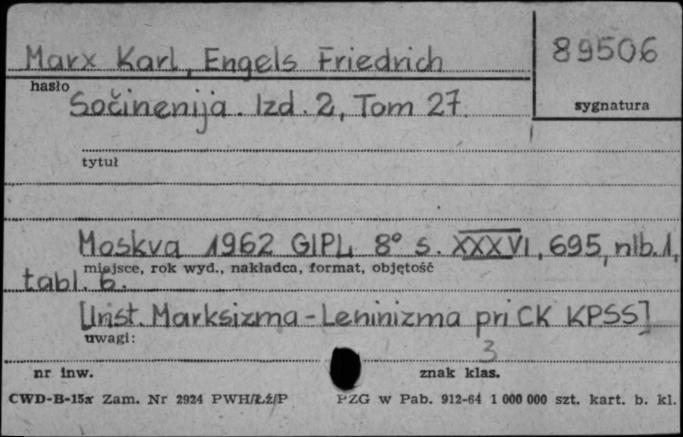 Marx Karl, Engels Friedrich
89506
hasło
Sočinenija. Izd. 2, Tom 27.
sygnatura
tytuł
Moskva 1962 GIPL 8° s. XXXVI, 695, nlb. 1,
miejsce, rok wyd., nakładca, format, objętość
tabl. 6.
[Inst. Marksizma-Leninizma pri CK KPSS]
uwagi:
3
nr inw.
znak klas.
CWD-B-15a Zam. Nr 2924 PWH/Łź/P
PZG w Pab. 912-64 1 000 000 szt. kart. b. kl.